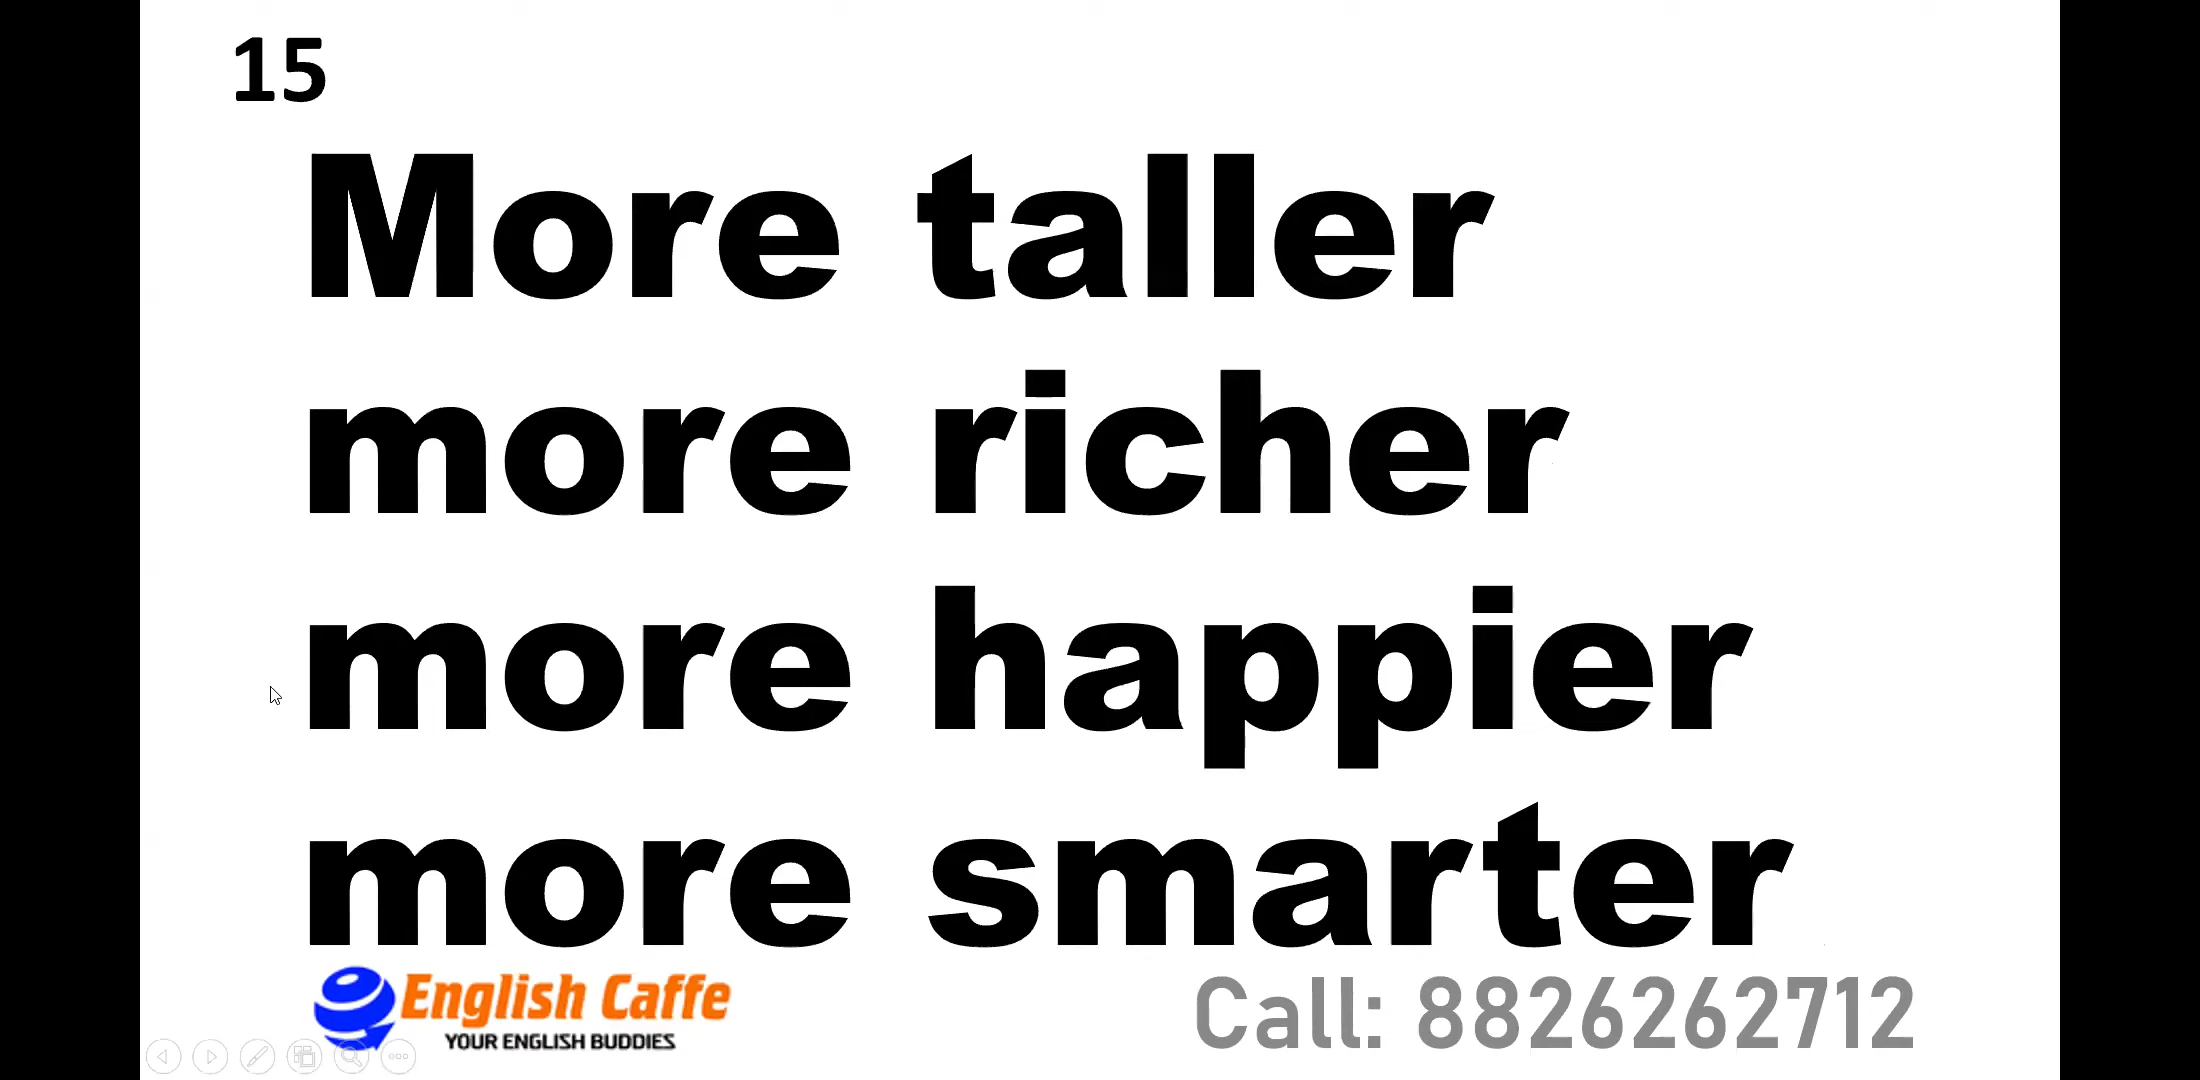 15
More taller
more richer
more happier
more smarter
English Caffe
YOUR ENGLISH BUDDIES
Call: 8826262712